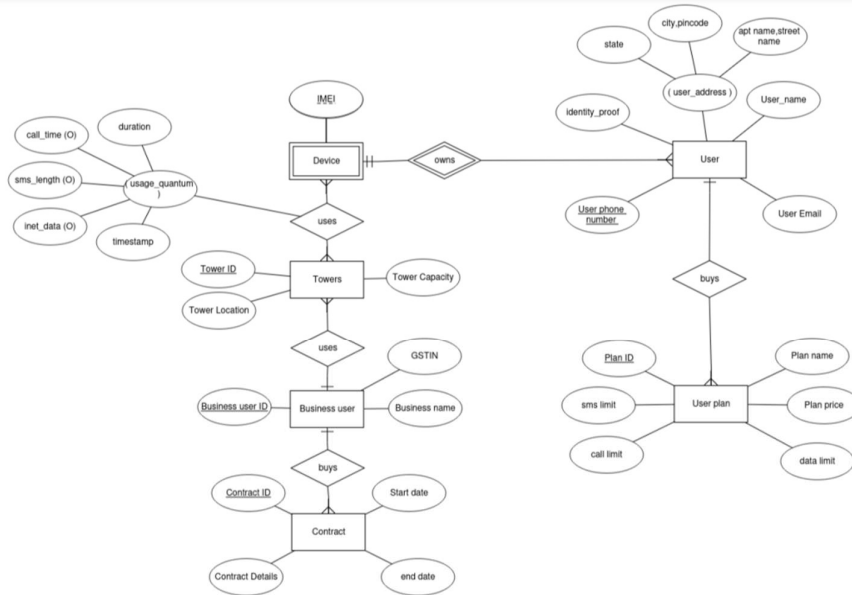 city,pincode
apt name,street
name
state
( user_address )
IMEI
User_name
identity_proof
duration
call_time (O)
Device
owns
User
sms_length (O)
( usage_quantum
)
User phone
number
User Email
inet_data (O)
uses
timestamp
Tower ID
Towers
Tower Capacity
buys
Tower Location
uses
GSTIN
Plan ID
Plan name
Business user ID
Business user
Business name
sms limit
User plan
Plan price
call limit
data limit
buys
Contract ID
Start date
Contract
Contract Details
end date